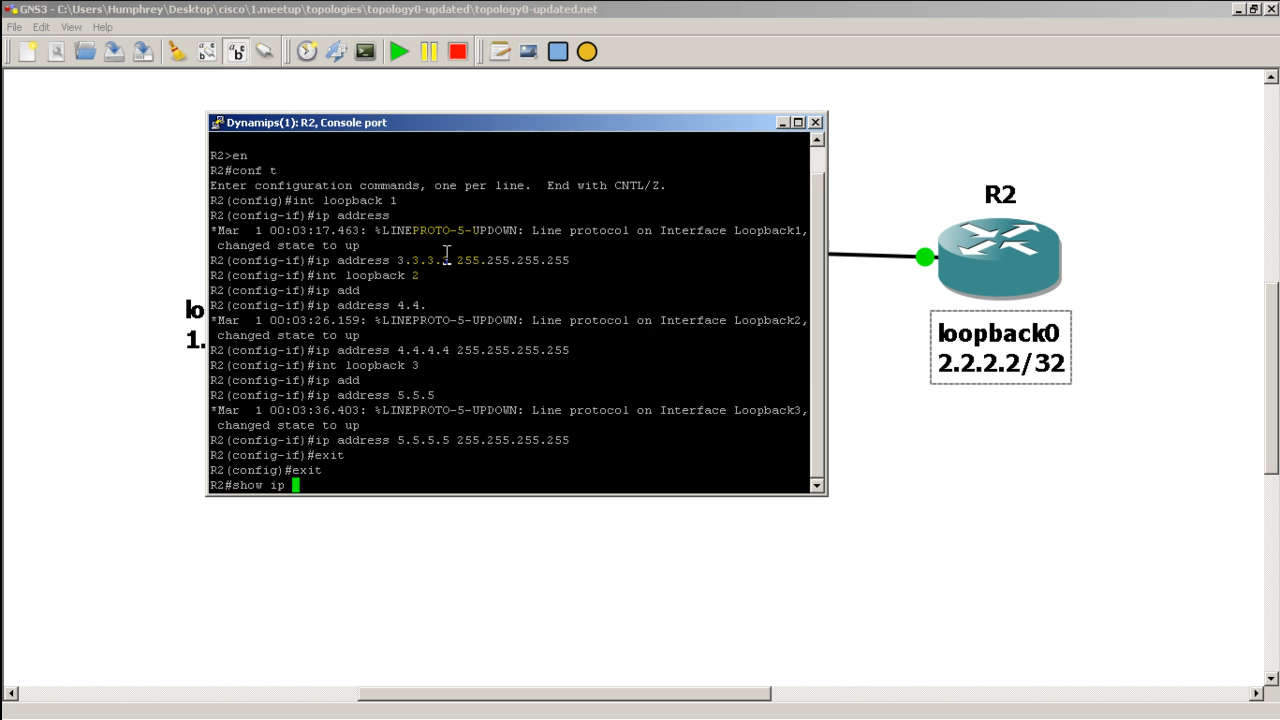 GNS3 - C:\Users\Humphrey\Desktop\cisco\1.meetup\topologies\topology0-updated\topology0-updated.net
File Edit View Help
Dynamips(1): R2, Console port
R2>en
R2#conf t
Enter configuration commands, one per line.  End with CNTL/Z.
R2(config)#int loopback 1
R2(config-if)#ip address
*Mar  1 00:03:17.463: %LINEPROTO-5-UPDOWN: Line protocol on Interface Loopback1,
changed state to up
R2(config-if)#ip address 3.3.3.3 255.255.255.255
R2(config-if)#int loopback 2
R2(config-if)#ip add
R2(config-if)#ip address 4.4.
*Mar  1 00:03:26.159: %LINEPROTO-5-UPDOWN: Line protocol on Interface Loopback2,
changed state to up
R2(config-if)#ip address 4.4.4.4 255.255.255.255
R2(config-if)#int loopback 3
R2(config-if)#ip add
R2(config-if)#ip address 5.5.5
*Mar  1 00:03:36.403: %LINEPROTO-5-UPDOWN: Line protocol on Interface Loopback3,
changed state to up
R2(config-if)#ip address 5.5.5.5 255.255.255.255
R2(config-if)#exit
R2(config)#exit
R2#show ip
lo
1.
R2
loopback0
2.2.2.2/32